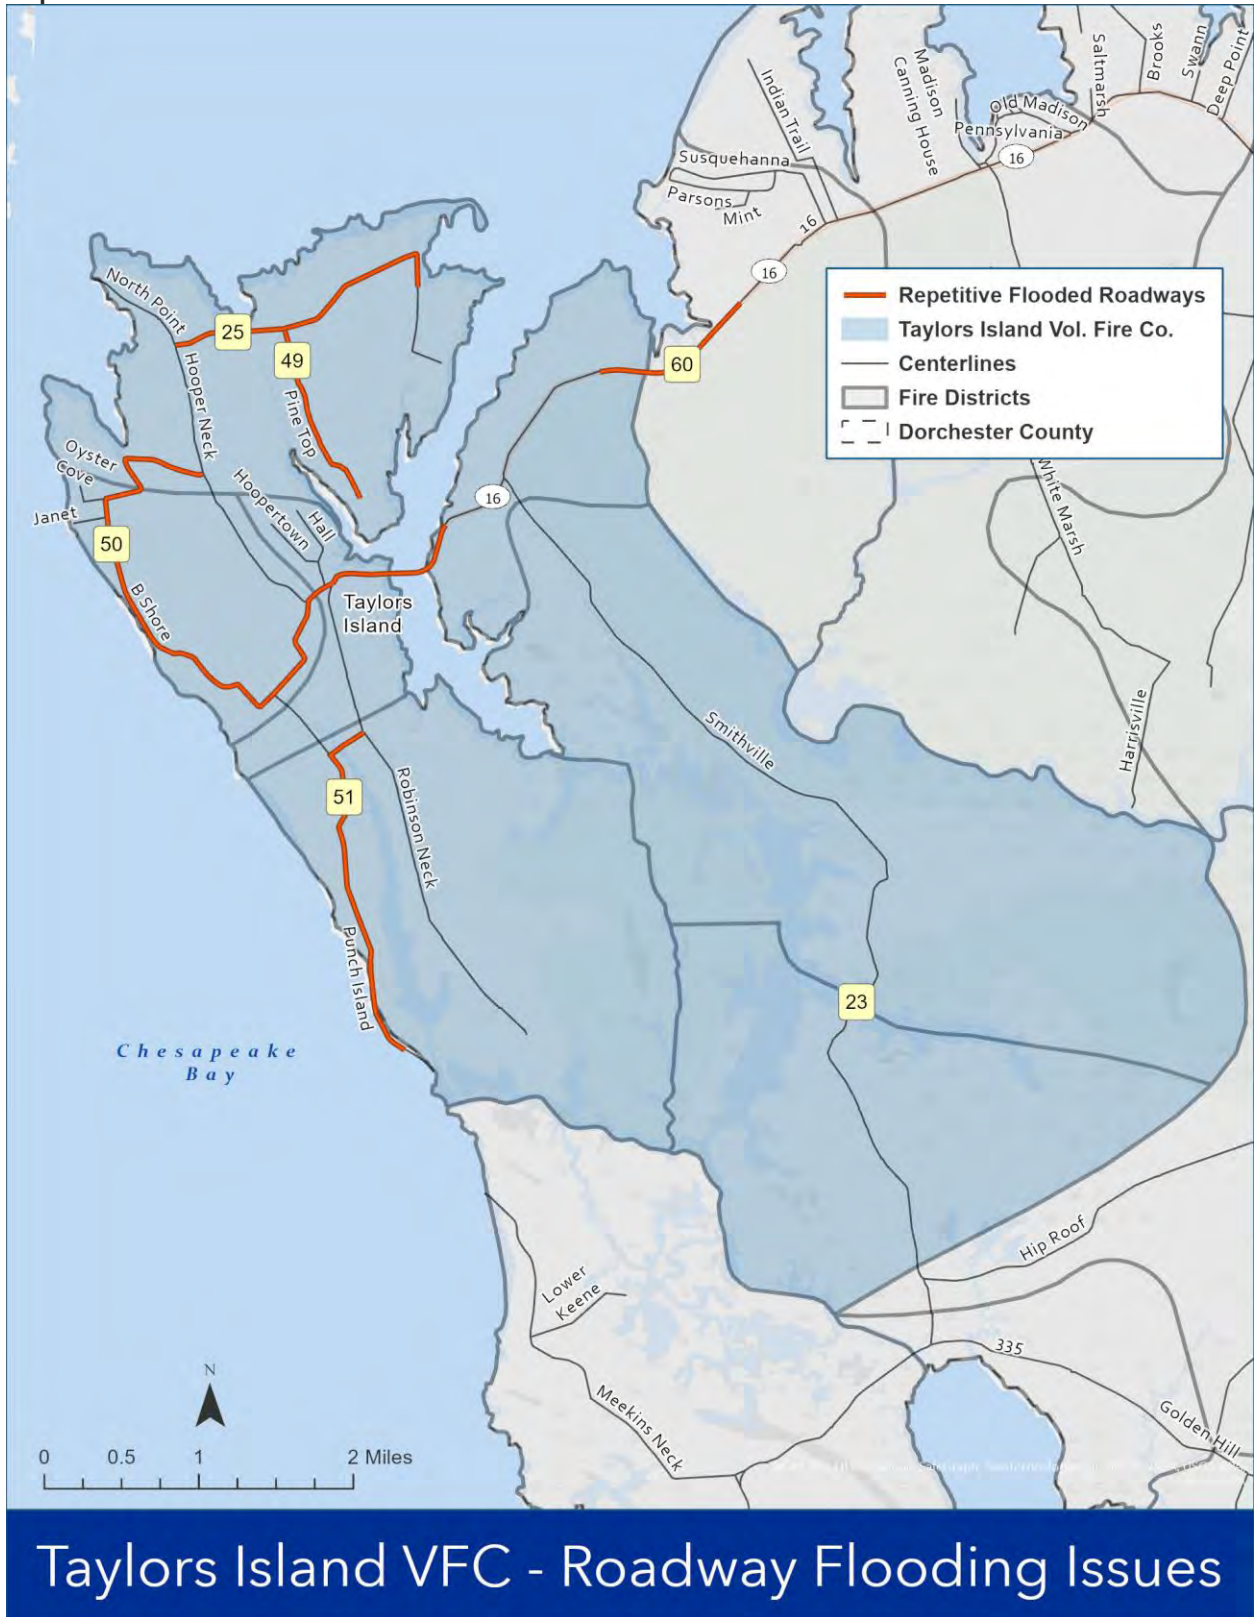 Saltmarsh
Brooks
Swann
Deep Point
Indian Trail
Madison
Canning House
Old Madison
Pennsylvania
16
Susquehanna
Parsons
Mint
16
16
North Point
25
49
60
Repetitive Flooded Roadways
Taylors Island Vol. Fire Co.
Centerlines
Fire Districts
Dorchester County
Hooper Neck
Pine Top
Oyster
Cove
Hoopertown
Hall
16
Janet
50
White Marsh
B Shore
Taylors
Island
Smithville
Harrisville
51
Robinson Neck
Punch Island
23
Chesapeake
Bay
Hip Roof
Lower
Keene
335
N
Meekins Neck
Golden Hill
0 0.5 1 2 Miles
Taylors Island VFC - Roadway Flooding Issues